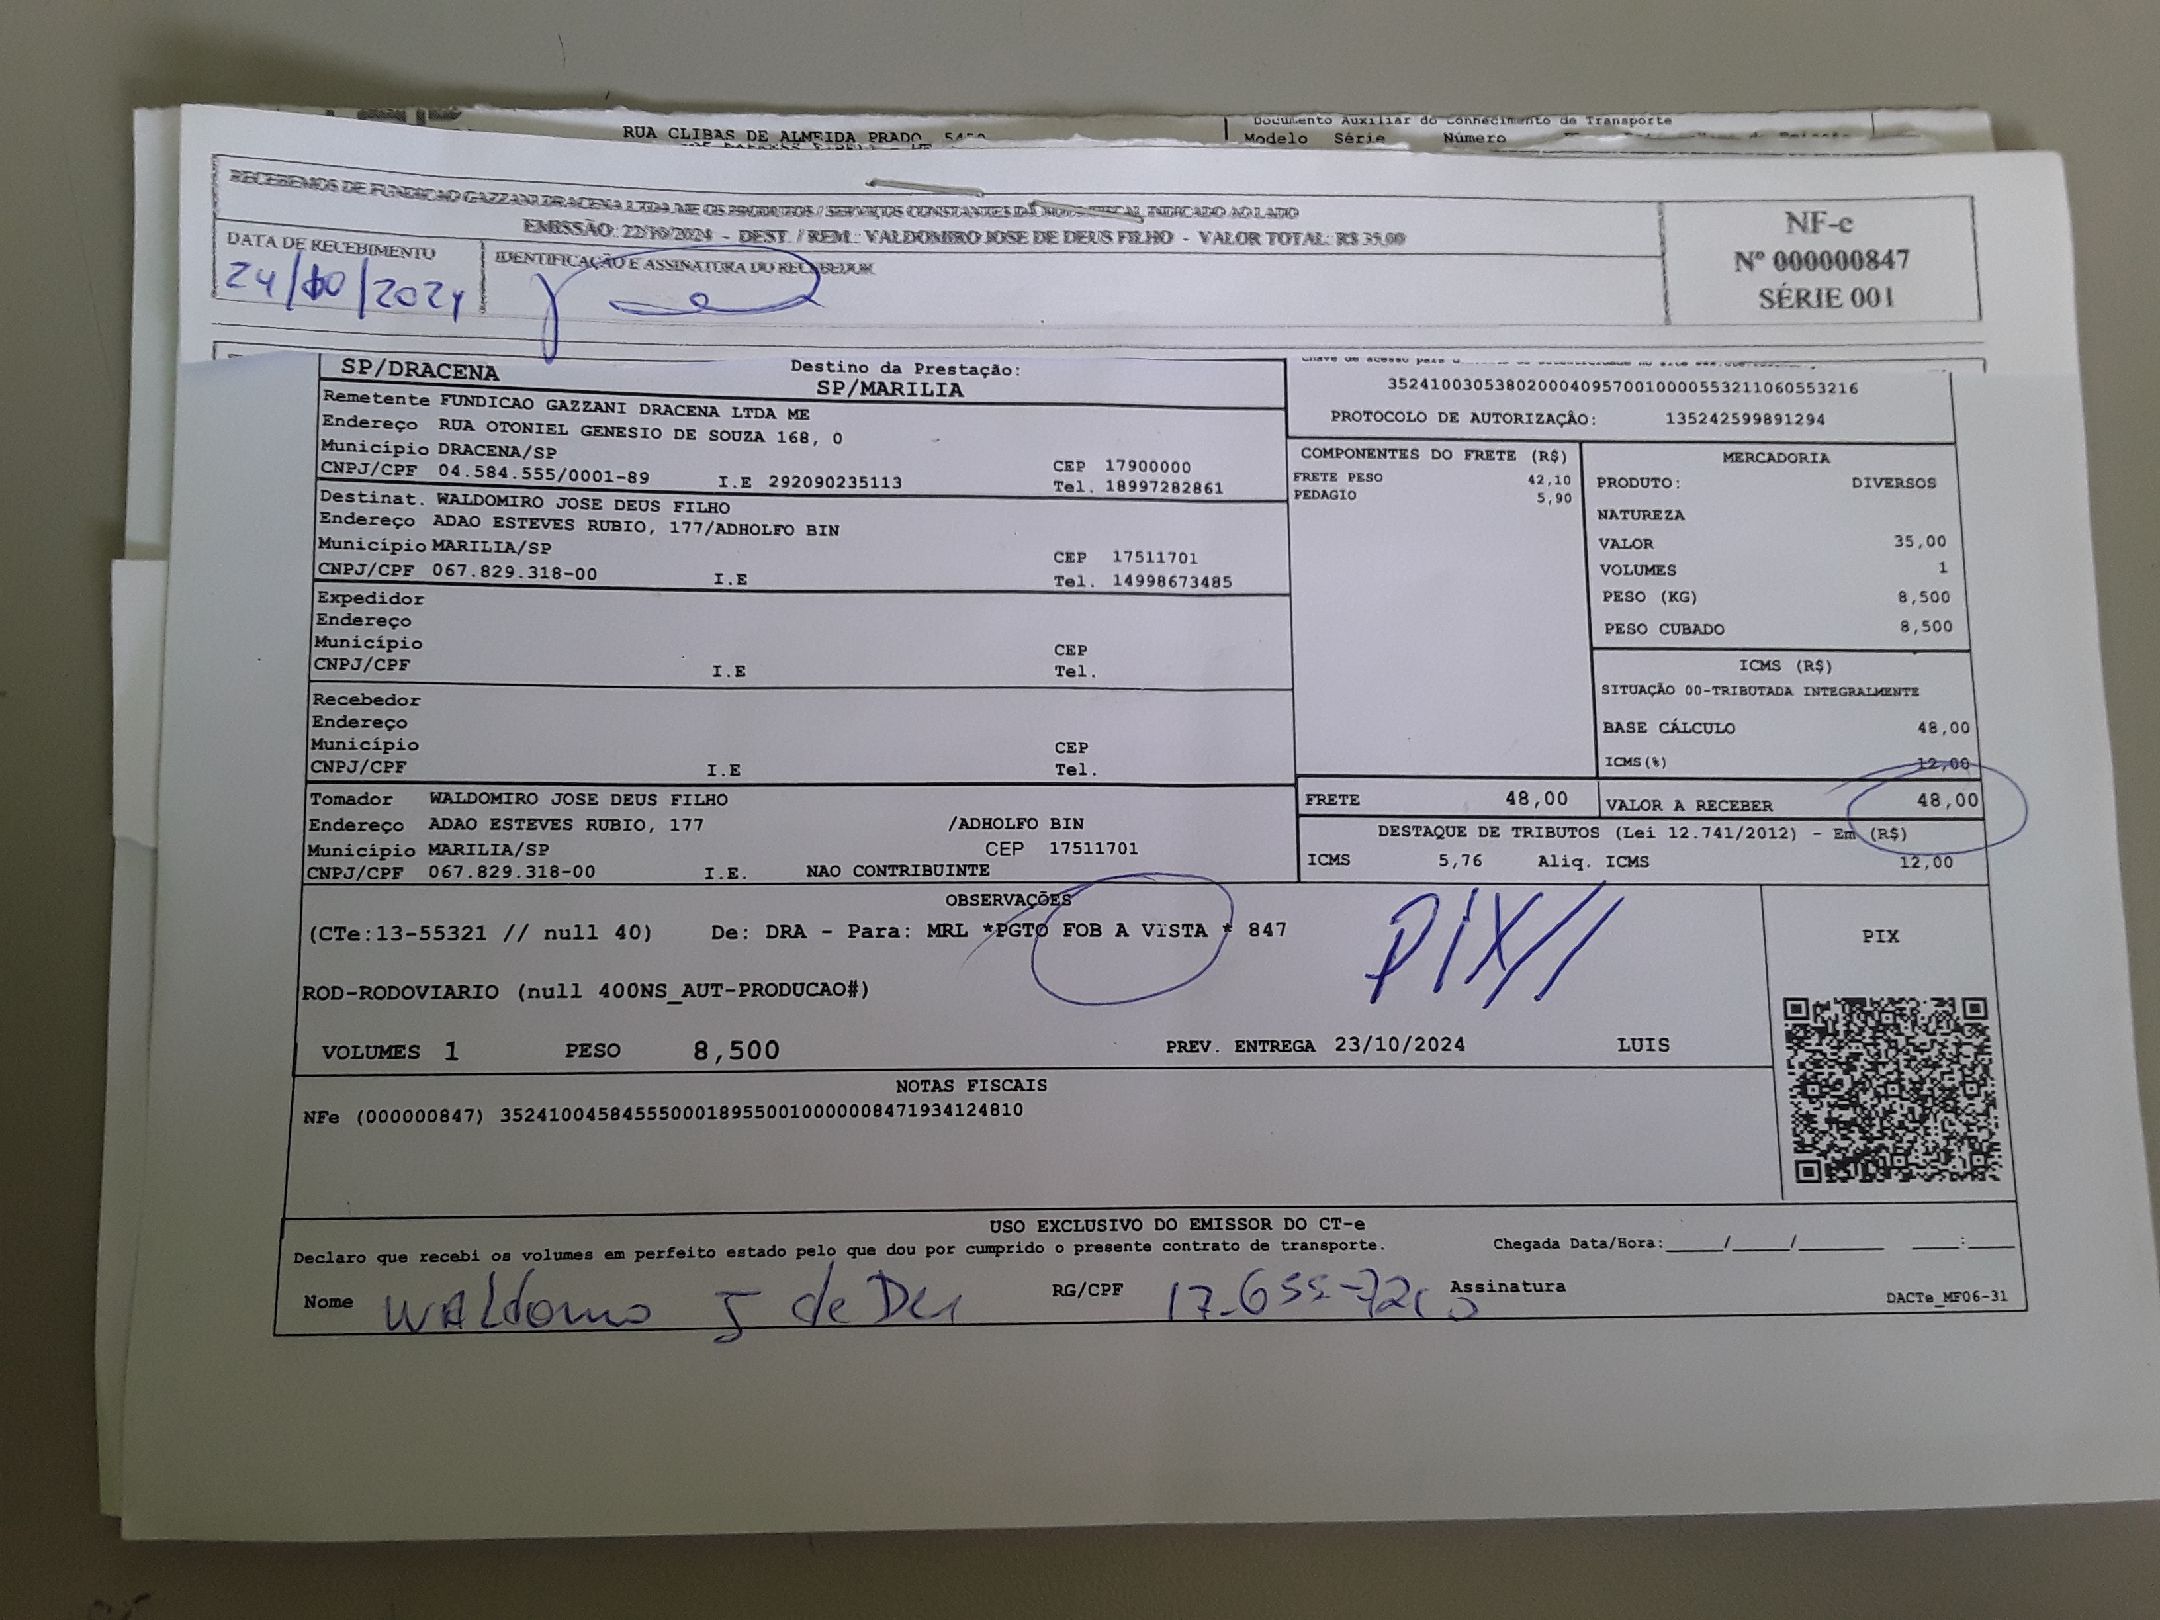 RUA CLIBAS DE ALMEIDA PRADO,
Documento Auxiliar do Conhecimento de Transporte
Modelo Série Número
RECEBEMOS DE FUNDICAO GAZZANI DRACENA LTDA ME OS PRODUTOS / SERVIÇOS CONSTANTES DA NOTA FISCAL INDICADO AO LADO
EMISSÃO: 22/10/2024 - DEST. / REM.: VALDOMIRO JOSE DE DEUS FILHO - VALOR TOTAL: R$ 35,00
DATA DE RECEBIMENTO
24/10/2024
IDENTIFICAÇÃO E ASSINATURA DO RECEBEDOR
NF-e
Nº 000000847
SÉRIE 001
SP/DRACENA
Destino da Prestação:
SP/MARILIA
35241003053802000409570010000553211060553216
PROTOCOLO DE AUTORIZAÇÂO: 135242599891294
Remetente FUNDICAO GAZZANI DRACENA LTDA ME
Endereço RUA OTONIEL GENESIO DE SOUZA 168, 0
Município DRACENA/SP
CEP 17900000
CNPJ/CPF 04.584.555/0001-89 I.E 292090235113 Tel. 18997282861
Destinat. WALDOMIRO JOSE DEUS FILHO
Endereço ADAO ESTEVES RUBIO, 177/ADHOLFO BIN
Município MARILIA/SP
CEP 17511701
CNPJ/CPF 067.829.318-00 I.E Tel. 14998673485
Expedidor
Endereço
Município
CEP
CNPJ/CPF I.E Tel.
Recebedor
Endereço
Município
CEP
CNPJ/CPF I.E Tel.
Tomador WALDOMIRO JOSE DEUS FILHO
Endereço ADAO ESTEVES RUBIO, 177 /ADHOLFO BIN
Município MARILIA/SP CEP 17511701
CNPJ/CPF 067.829.318-00 I.E. NAO CONTRIBUINTE
COMPONENTES DO FRETE (R$)
FRETE PESO 42,10
PEDAGIO 5,90
MERCADORIA
PRODUTO: DIVERSOS
NATUREZA
VALOR 35,00
VOLUMES 1
PESO (KG) 8,500
PESO CUBADO 8,500
ICMS (R$)
SITUAÇÃO 00-TRIBUTADA INTEGRALMENTE
BASE CÁLCULO 48,00
ICMS(%) 12,00
FRETE 48,00 VALOR A RECEBER 48,00
DESTAQUE DE TRIBUTOS (Lei 12.741/2012) - Em (R$)
ICMS 5,76 Aliq. ICMS 12,00
OBSERVAÇÕES
(CTe:13-55321 // null 40) De: DRA - Para: MRL *PGTO FOB A VISTA * 847
PIX//
PIX
ROD-RODOVIARIO (null 400NS_AUT-PRODUCAO#)
VOLUMES 1 PESO 8,500 PREV. ENTREGA 23/10/2024 LUIS
NOTAS FISCAIS
NFe (000000847) 35241004584555000189550010000008471934124810
USO EXCLUSIVO DO EMISSOR DO CT-e
Declaro que recebi os volumes em perfeito estado pelo que dou por cumprido o presente contrato de transporte. Chegada Data/Hora:_____/_____/_______ ____:____
Nome RG/CPF 17.655-72 Assinatura
DACTe_MF06-31